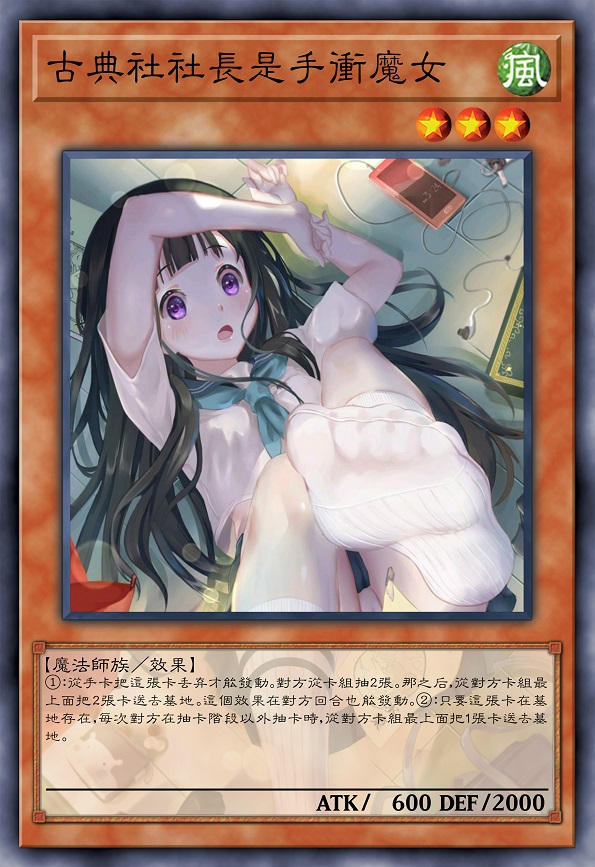 古典社社長是手衝魔女
風
-3-24
【魔法師族／效果】
①:從手卡把這張卡丟弃才能發動。對方從卡組抽2張。那之后,從對方卡組最
上面把2張卡送去墓地。這個效果在對方回合也能發動。②:只要這張卡在墓
地存在,每次對方在抽卡階段以外抽卡時,從對方卡組最上面把1張卡送去墓
地。
ATK/ 600 DEF/2000